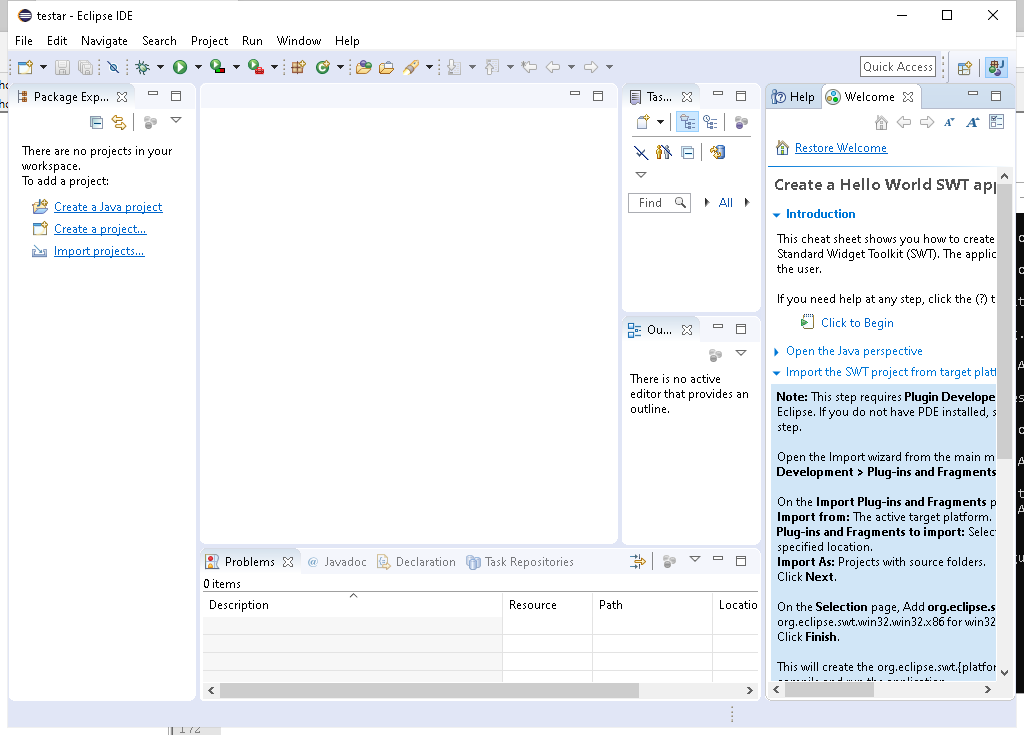 testar - Eclipse IDE
File Edit Navigate Search Project Run Window Help
Quick Access
Package Exp...
There are no projects in your
workspace.
To add a project:
Create a Java project
Create a project...
Import projects...
Tas...
Find
All
Ou...
There is no active
editor that provides an
outline.
Help
Welcome
Restore Welcome
Create a Hello World SWT app
Introduction
This cheat sheet shows you how to create
Standard Widget Toolkit (SWT). The applic
the user.
If you need help at any step, click the (?) t
Click to Begin
Open the Java perspective
Import the SWT project from target platf
Note: This step requires Plugin Develope
Eclipse. If you do not have PDE installed, s
step.
Open the Import wizard from the main m
Development > Plug-ins and Fragments
On the Import Plug-ins and Fragments p
Import from: The active target platform.
Plug-ins and Fragments to import: Selec
specified location.
Import As: Projects with source folders.
Click Next.
On the Selection page, Add org.eclipse.s
org.eclipse.swt.win32.win32.x86 for win32
Click Finish.
This will create the org.eclipse.swt.{platfor
compile and run the application
Problems @ Javadoc Declaration Task Repositories
0 items
Description Resource Path Locatio
172